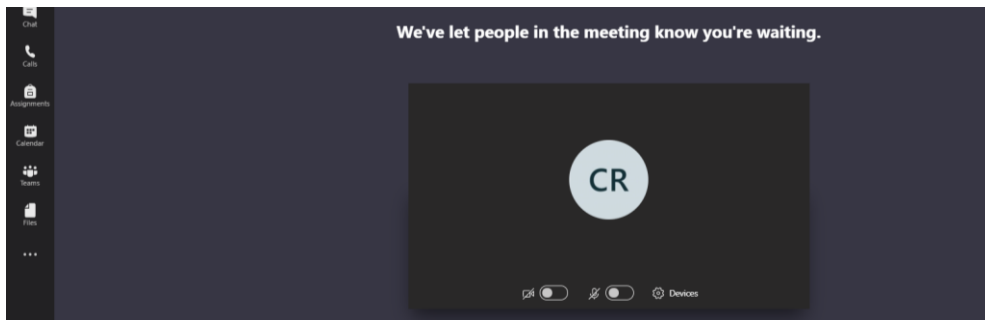 Chat
Calls
Assignments
Calendar
Teams
Files
We've let people in the meeting know you're waiting.
CR
Devices